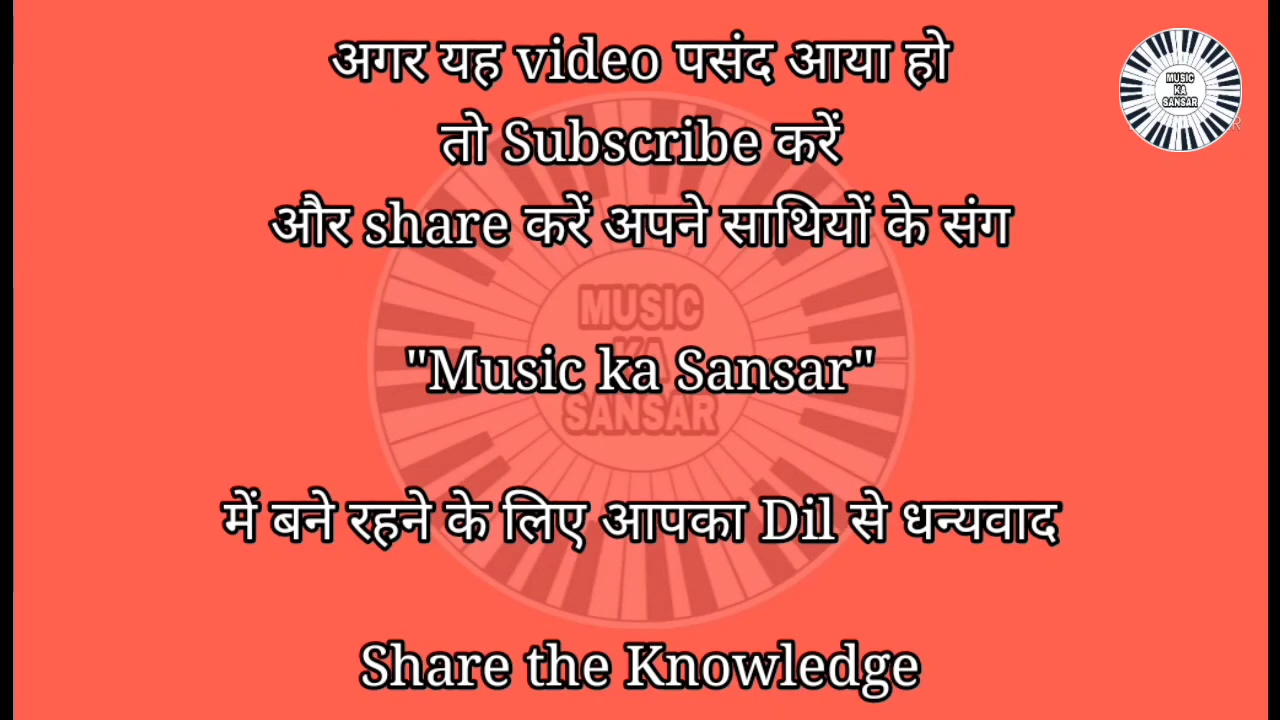 अगर यह video पसंद आया हो
तो Subscribe करें
और share करें अपने साथियों के संग
MUSIC
KA
SANSAR
"Music ka Sansar"
में बने रहने के लिए आपका Dil से धन्यवाद
Share the Knowledge
MUSIC
KA
SANSAR